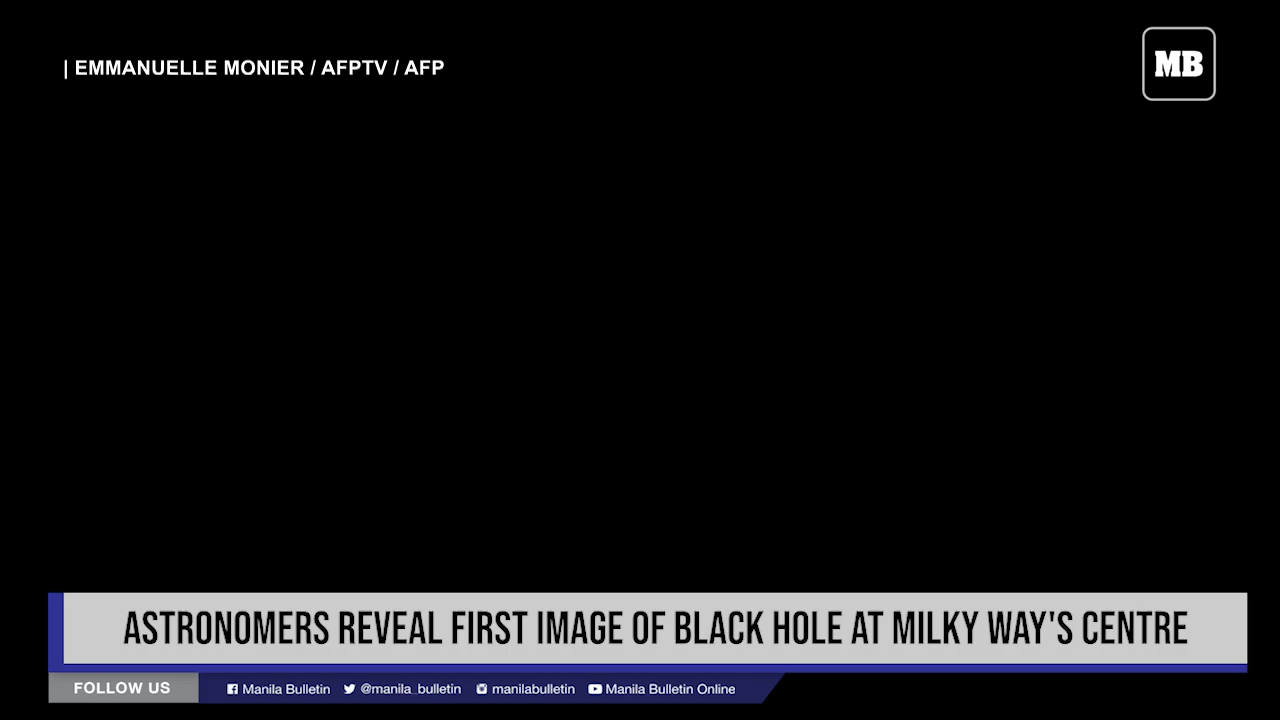 | EMMANUELLE MONIER / AFPTV / AFP
MB
ASTRONOMERS REVEAL FIRST IMAGE OF BLACK HOLE AT MILKY WAY'S CENTRE
FOLLOW US Manila Bulletin @manila_bulletin manilabulletin Manila Bulletin Online